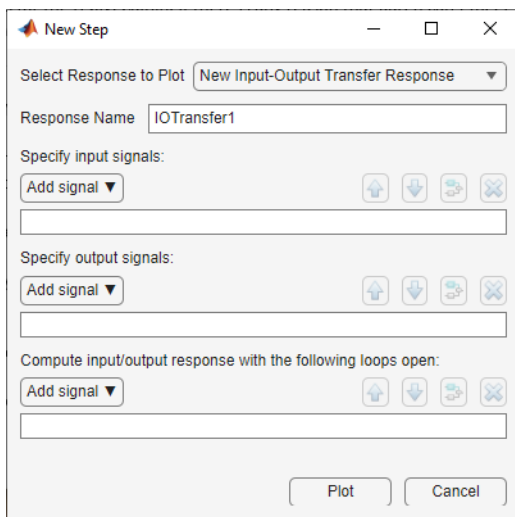 New Step
Select Response to Plot New Input-Output Transfer Response
Response Name IOTransfer1
Specify input signals:
Add signal ▼
Specify output signals:
Add signal ▼
Compute input/output response with the following loops open:
Add signal ▼
Plot Cancel